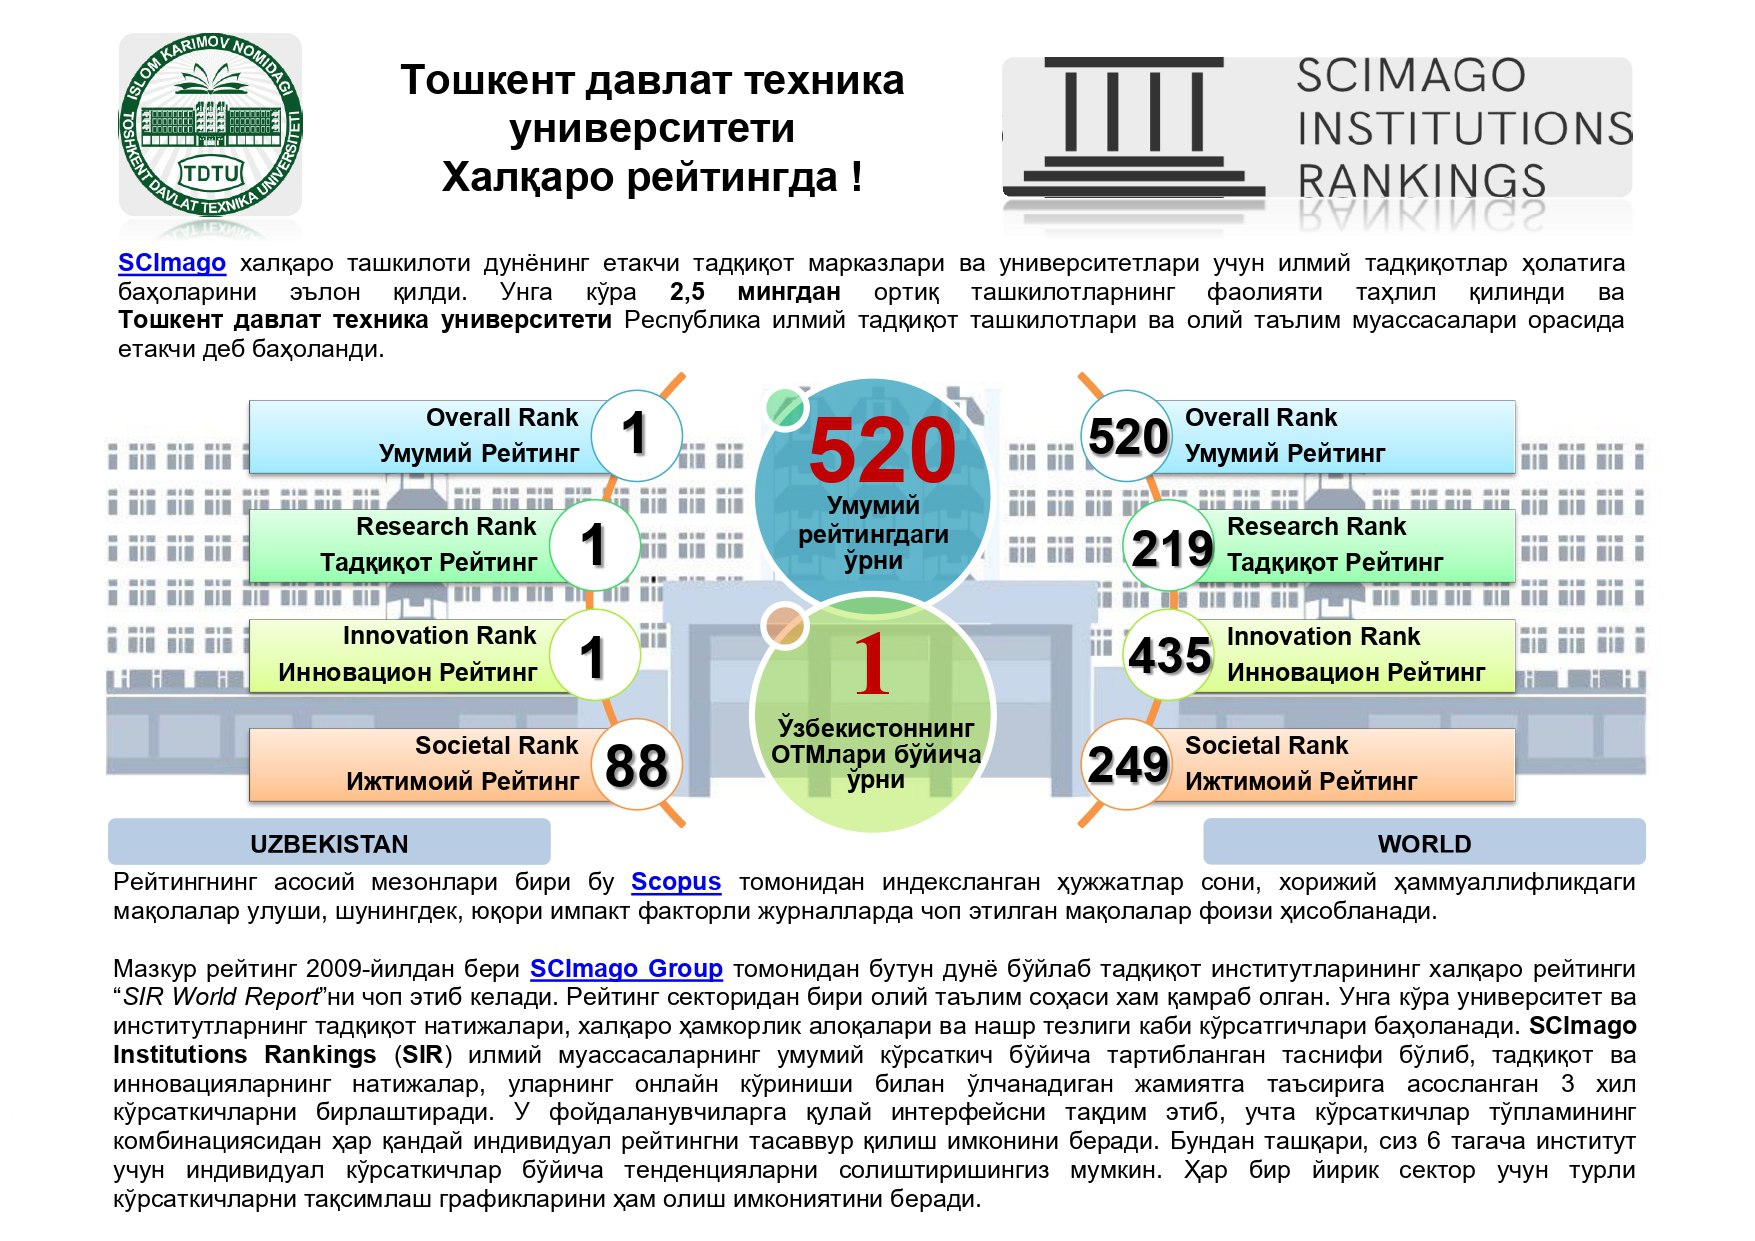 ISLOM KARIMOV NOMIDAGI
TOSHKENT DAVLAT TEXNIKA UNIVERSITETI
TDTU
Тошкент давлат техника
университети
Халқаро рейтингда !
SCIMAGO
INSTITUTIONS
RANKINGS
SCImago халқаро ташкилоти дунёнинг етакчи тадқиқот марказлари ва университетлари учун илмий тадқиқотлар ҳолатига
баҳоларини эълон қилди. Унга кўра 2,5 мингдан ортиқ ташкилотларнинг фаолияти таҳлил қилинди ва
Тошкент давлат техника университети Республика илмий тадқиқот ташкилотлари ва олий таълим муассасалари орасида
етакчи деб баҳоланди.
Overall Rank
Умумий Рейтинг
1
Research Rank
Тадқиқот Рейтинг
1
Innovation Rank
Инновацион Рейтинг
1
Societal Rank
Ижтимоий Рейтинг
88
UZBEKISTAN
520
Умумий
рейтингдаги
ўрни
1
Ўзбекистоннинг
ОТМлари бўйича
ўрни
520
Overall Rank
Умумий Рейтинг
219
Research Rank
Тадқиқот Рейтинг
435
Innovation Rank
Инновацион Рейтинг
249
Societal Rank
Ижтимоий Рейтинг
WORLD
Рейтингнинг асосий мезонлари бири бу Scopus томонидан индексланган ҳужжатлар сони, хорижий ҳаммуаллифликдаги
мақолалар улуши, шунингдек, юқори импакт факторли журналларда чоп этилган мақолалар фоизи ҳисобланади.
Мазкур рейтинг 2009-йилдан бери SCImago Group томонидан бутун дунё бўйлаб тадқиқот институтларининг халқаро рейтинги
“SIR World Report”ни чоп этиб келади. Рейтинг секторидан бири олий таълим соҳаси хам қамраб олган. Унга кўра университет ва
институтларнинг тадқиқот натижалари, халқаро ҳамкорлик алоқалари ва нашр тезлиги каби кўрсатгичлари баҳоланади. SCImago
Institutions Rankings (SIR) илмий муассасаларнинг умумий кўрсаткич бўйича тартибланган таснифи бўлиб, тадқиқот ва
инновацияларнинг натижалар, уларнинг онлайн кўриниши билан ўлчанадиган жамиятга таъсирига асосланган 3 хил
кўрсаткичларни бирлаштиради. У фойдаланувчиларга қулай интерфейсни тақдим этиб, учта кўрсаткичлар тўпламининг
комбинациясидан ҳар қандай индивидуал рейтингни тасаввур қилиш имконини беради. Бундан ташқари, сиз 6 тагача институт
учун индивидуал кўрсаткичлар бўйича тенденцияларни солиштиришингиз мумкин. Ҳар бир йирик сектор учун турли
кўрсаткичларни тақсимлаш графикларини ҳам олиш имкониятини беради.